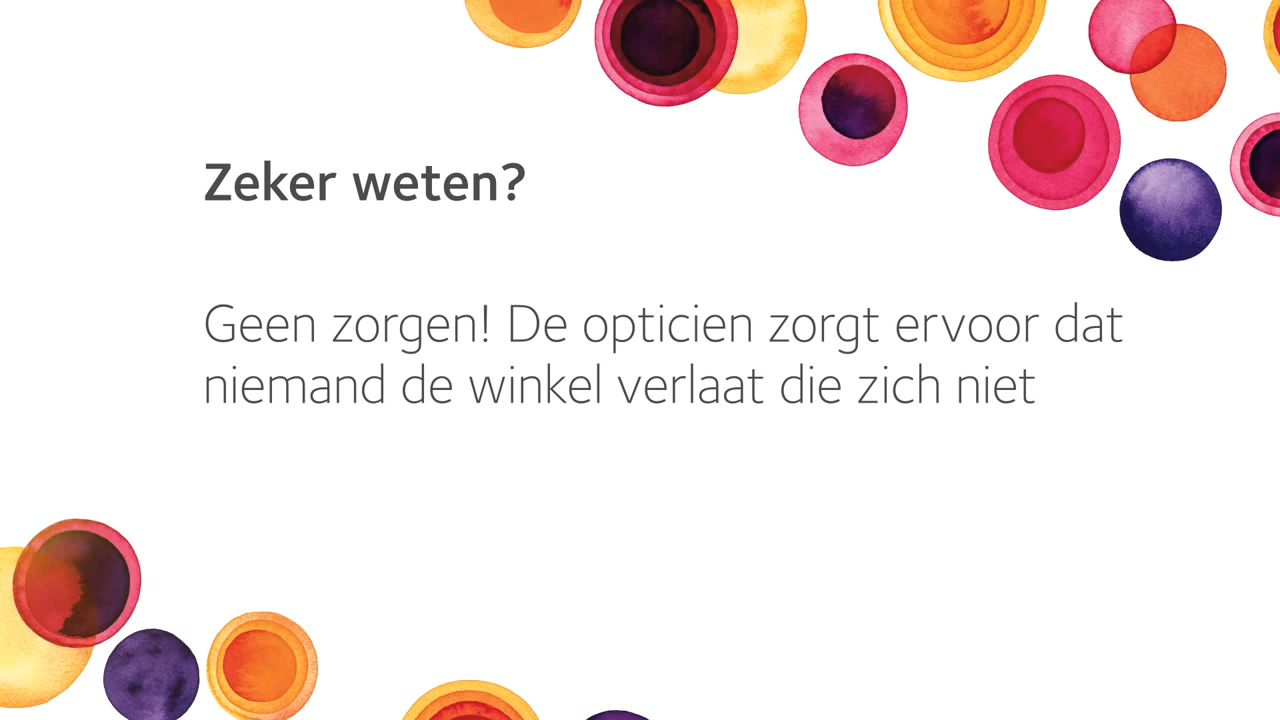 Zeker weten?
Geen zorgen! De opticien zorgt ervoor dat
niemand de winkel verlaat die zich niet